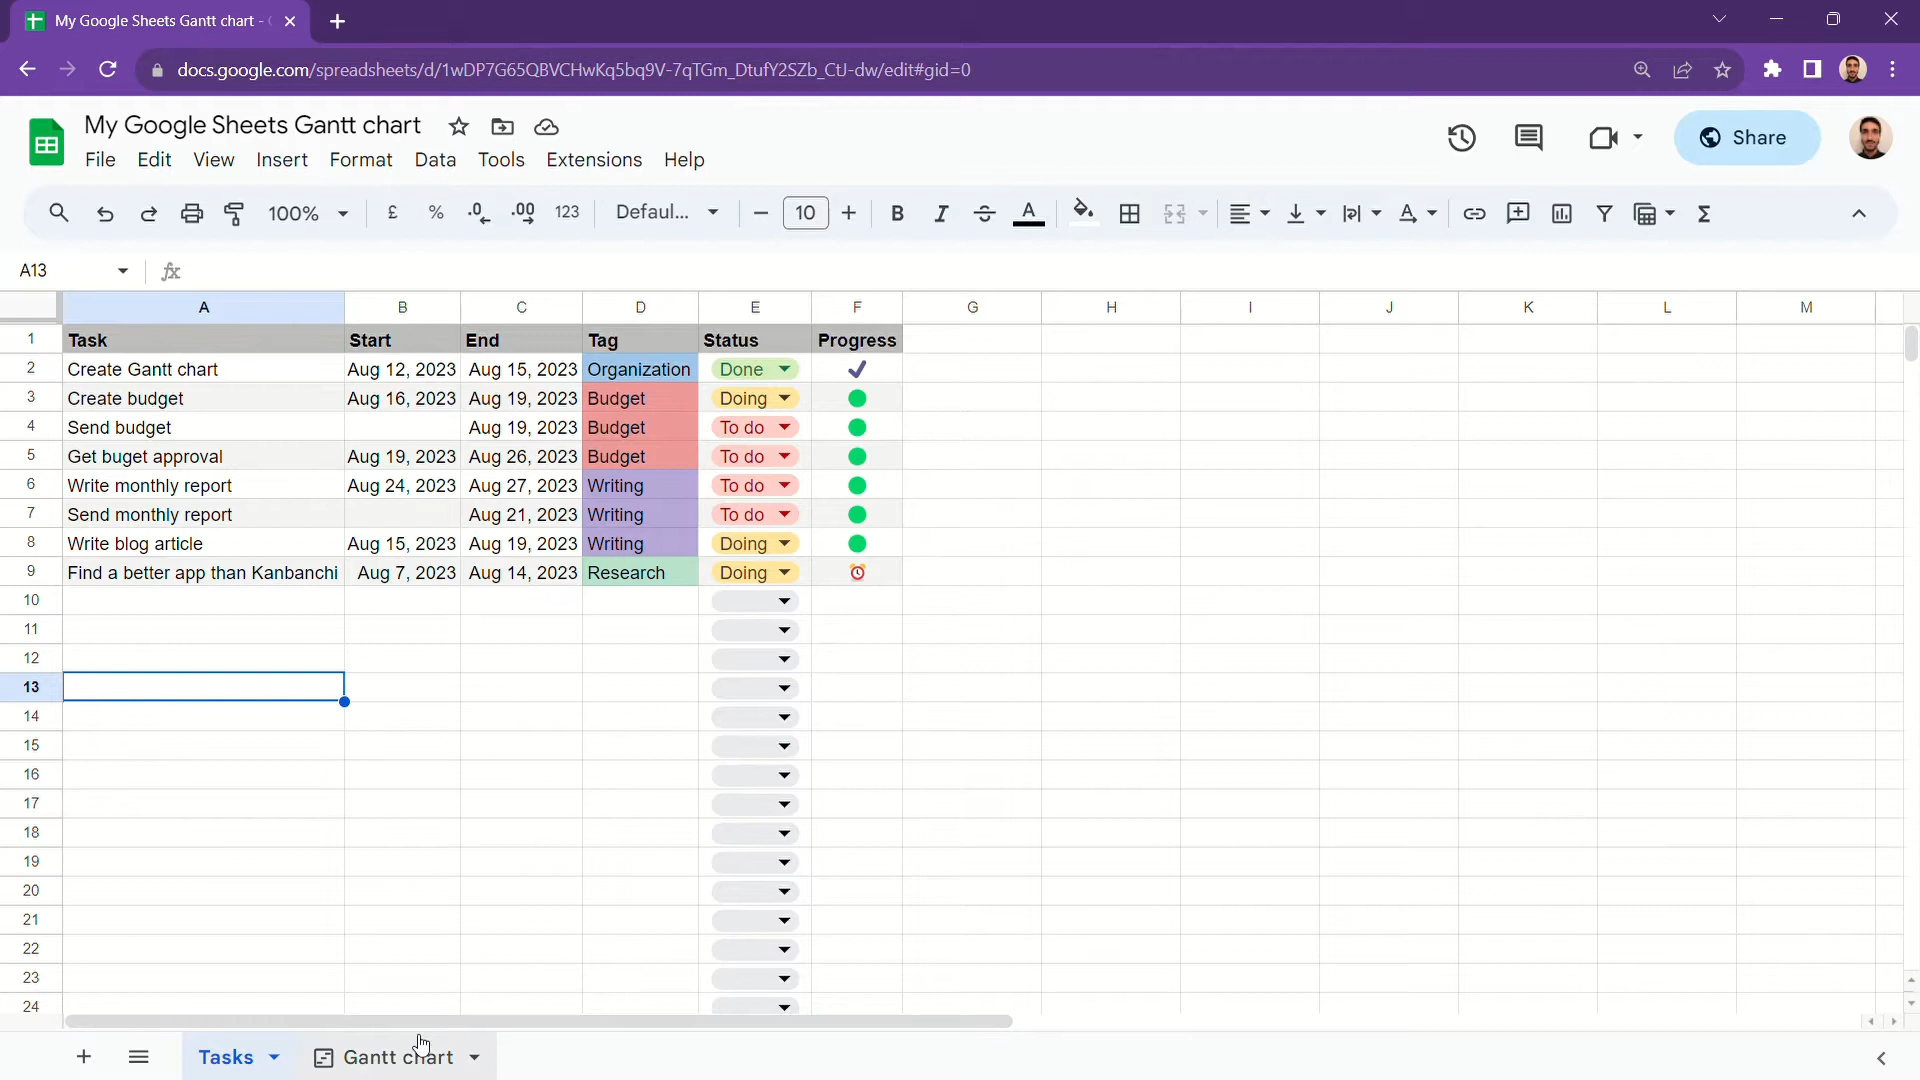 My Google Sheets Gantt chart -
docs.google.com/spreadsheets/d/1wDP7G65QBVCHwKq5bq9V-7qTGm_DtufY2SZb_CtJ-dw/edit#gid=0
My Google Sheets Gantt chart
File Edit View Insert Format Data Tools Extensions Help
Share
100% £ % .0 .00 123 Defaul... 10 B I A
A13 fx
A B C D E F G H I J K L M
1 Task Start End Tag Status Progress
2 Create Gantt chart Aug 12, 2023 Aug 15, 2023 Organization Done
3 Create budget Aug 16, 2023 Aug 19, 2023 Budget Doing
4 Send budget Aug 19, 2023 Budget To do
5 Get buget approval Aug 19, 2023 Aug 26, 2023 Budget To do
6 Write monthly report Aug 24, 2023 Aug 27, 2023 Writing To do
7 Send monthly report Aug 21, 2023 Writing To do
8 Write blog article Aug 15, 2023 Aug 19, 2023 Writing Doing
9 Find a better app than Kanbanchi Aug 7, 2023 Aug 14, 2023 Research Doing
10
11
12
13
14
15
16
17
18
19
20
21
22
23
24
Tasks Gantt chart